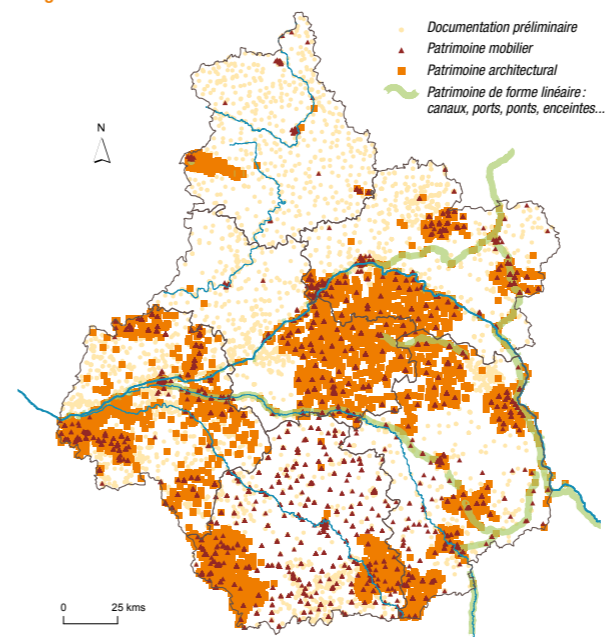 Documentation préliminaire
Patrimoine mobilier
Patrimoine architectural
Patrimoine de forme linéaire :
canaux, ports, ponts, enceintes...
N
0 25 kms